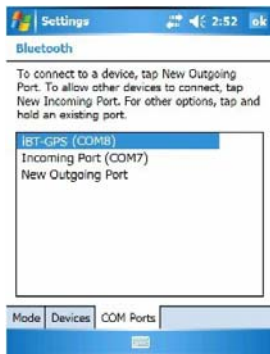 Settings 2:52 ok
Bluetooth
To connect to a device, tap New Outgoing
Port. To allow other devices to connect, tap
New Incoming Port. For other options, tap and
hold an existing port.
iBT-GPS (COM8)
Incoming Port (COM7)
New Outgoing Port
Mode Devices COM Ports